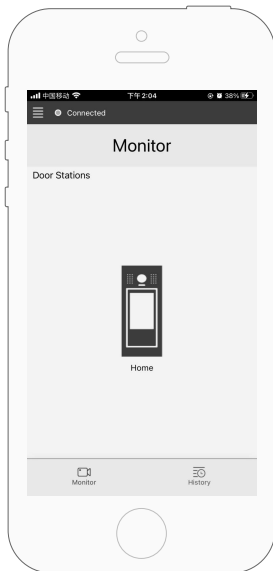 中国移动 下午 2:04 38%
Connected
Monitor
Door Stations
Home
Monitor History